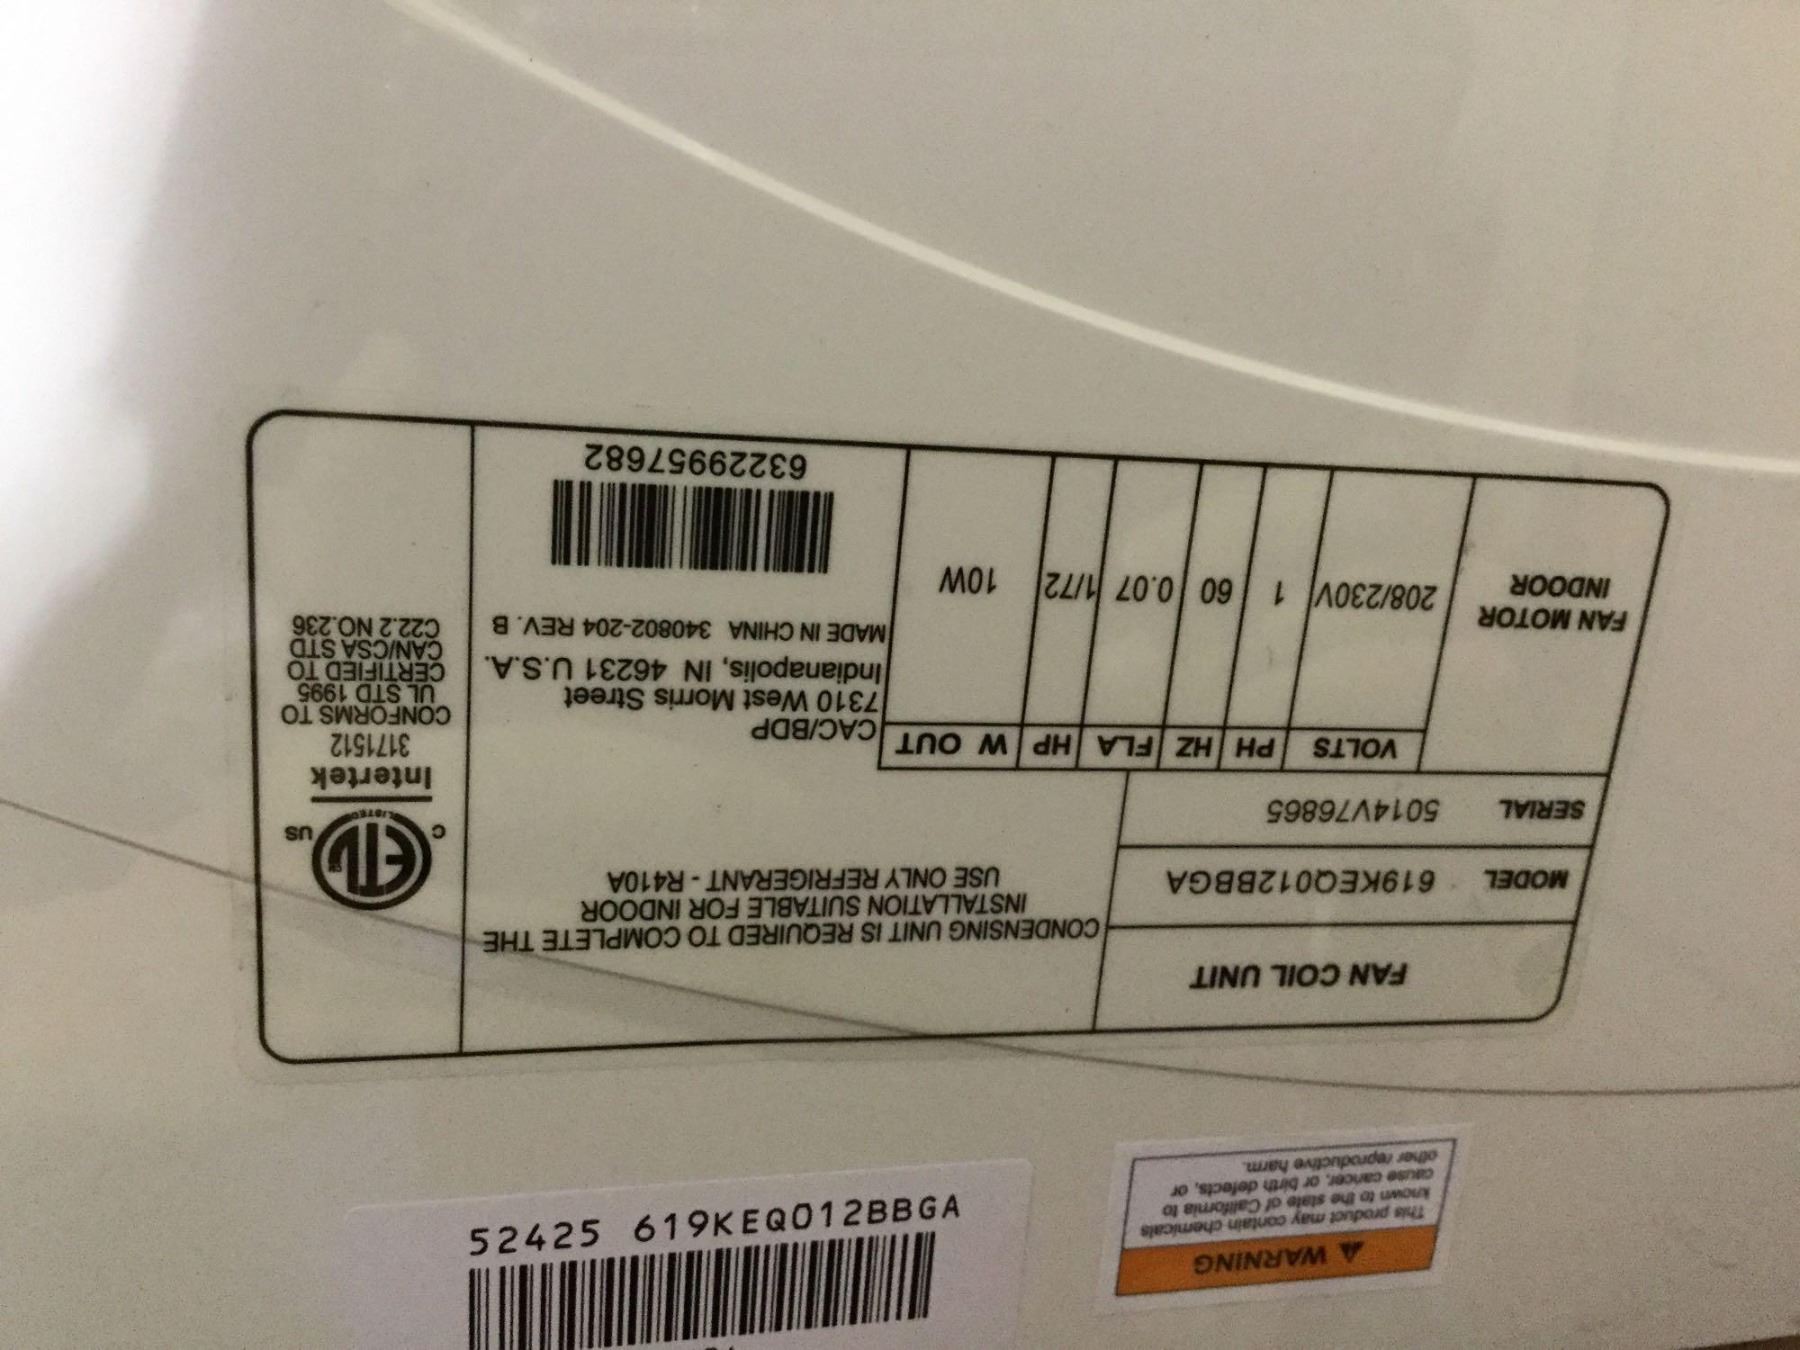 FAN COIL UNIT
MODEL 619KEQ012BBGA
SERIAL 5014V76865
CONDENSING UNIT IS REQUIRED TO COMPLETE THE
INSTALLATION SUITABLE FOR INDOOR
USE ONLY REFRIGERANT - R410A
VOLTS PH HZ FLA HP W OUT
FAN MOTOR
INDOOR
208/230V 1 60 0.07 1/72 10W
CAC/BDP
7310 West Morris Street
Indianapolis, IN 46231 U.S.A.
MADE IN CHINA 340802-204 REV. B
63229957682
C ETL US
LISTED
Intertek
3171512
CONFORMS TO
UL STD 1995
CERTIFIED TO
CAN/CSA STD
C22.2 NO.236
WARNING
This product may contain chemicals
known to the state of California to
cause cancer, or birth defects, or
other reproductive harm.
52425 619KEQ012BBGA